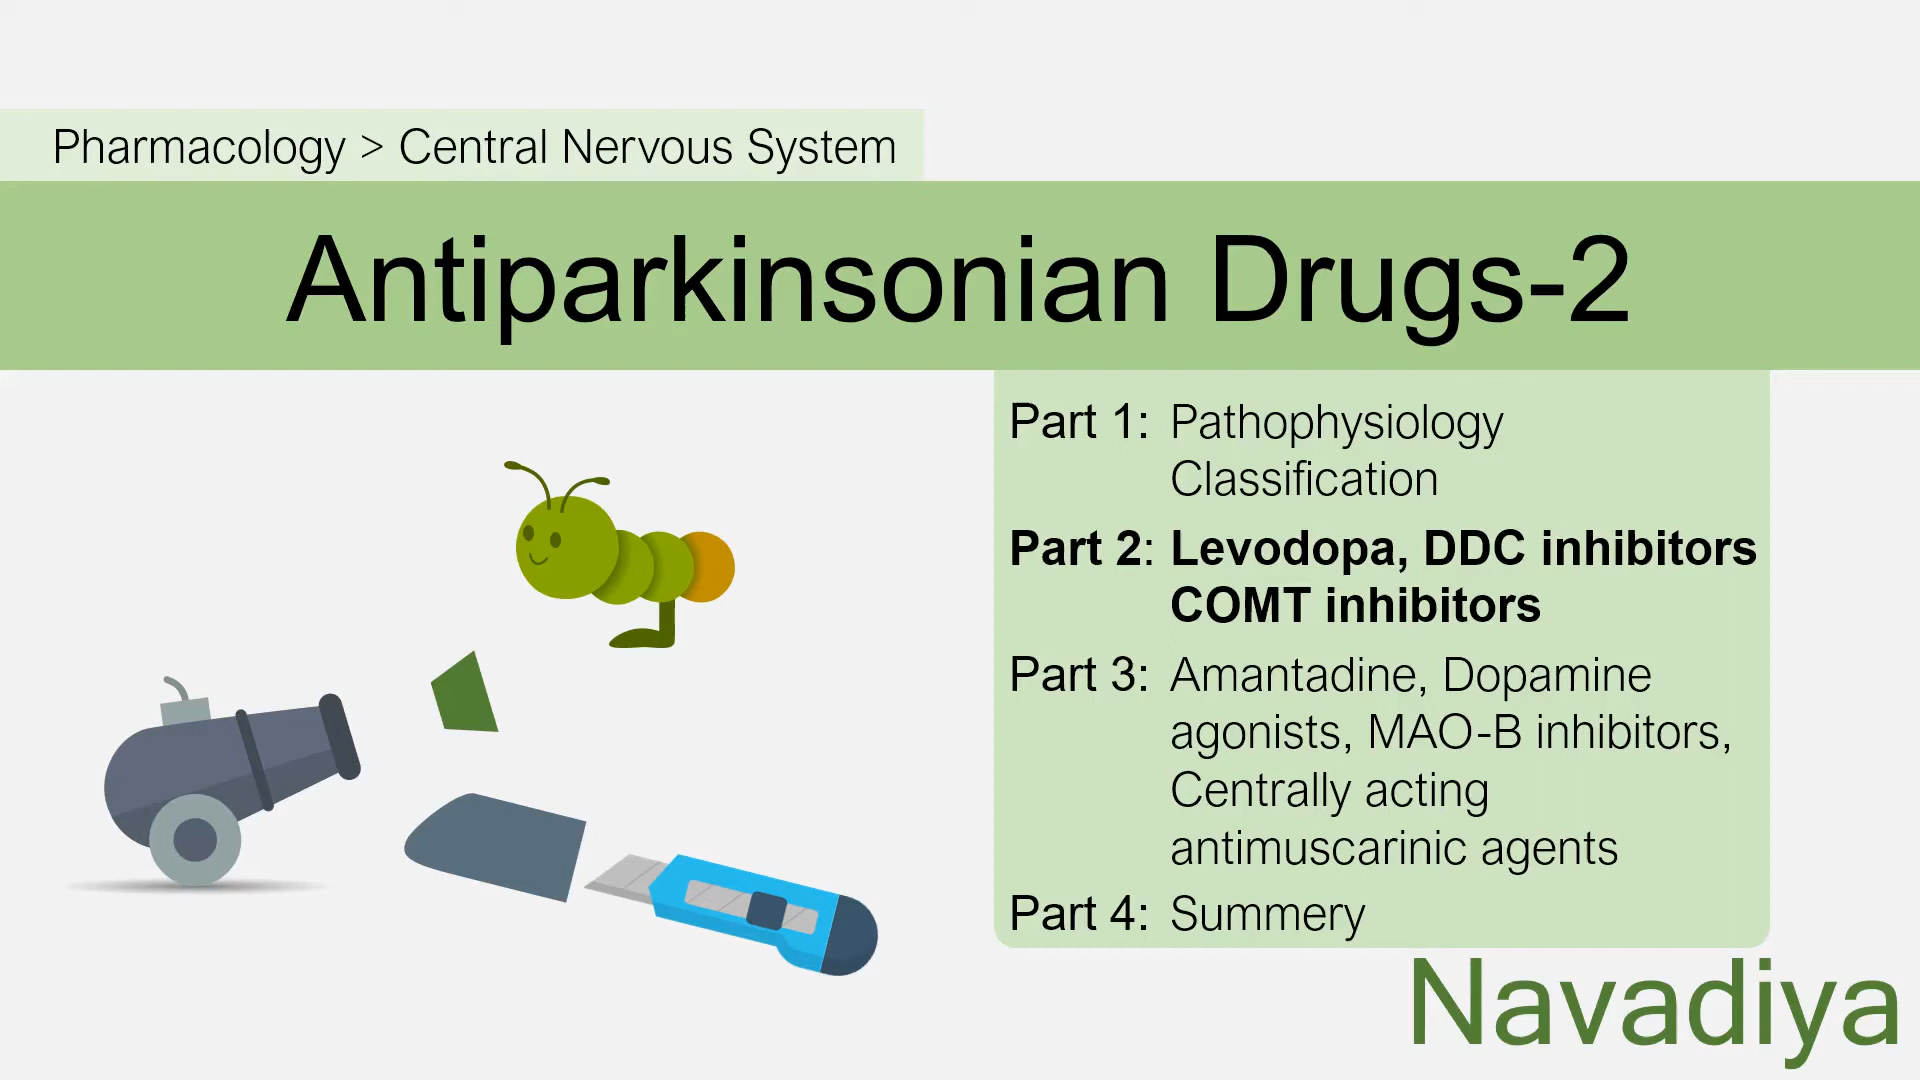 Pharmacology > Central Nervous System
Antiparkinsonian Drugs-2
Part 1: Pathophysiology
Classification
Part 2: Levodopa, DDC inhibitors
COMT inhibitors
Part 3: Amantadine, Dopamine
agonists, MAO-B inhibitors,
Centrally acting
antimuscarinic agents
Part 4: Summery
Navadiya